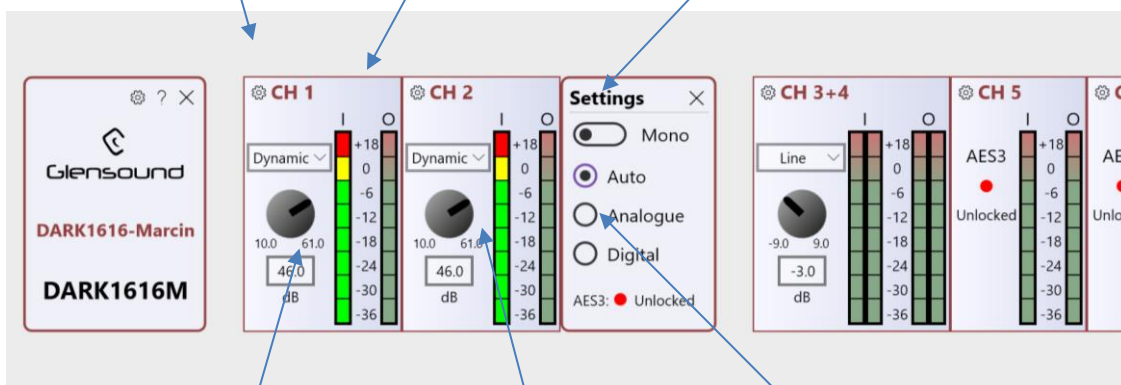 ?
Glensound
DARK1616-Marcin
DARK1616M
CH 1
I O
Dynamic
+18
0
-6
-12
-18
-24
-30
-36
10.0 61.0
46.0
dB
CH 2
I O
Dynamic
+18
0
-6
-12
-18
-24
-30
-36
10.0 61.0
46.0
dB
Settings
Mono
Auto
Analogue
Digital
AES3: Unlocked
CH 3+4
I O
Line
+18
0
-6
-12
-18
-24
-30
-36
-9.0 9.0
-3.0
dB
CH 5
I O
AES3
Unlocked
+18
0
-6
-12
-18
-24
-30
-36